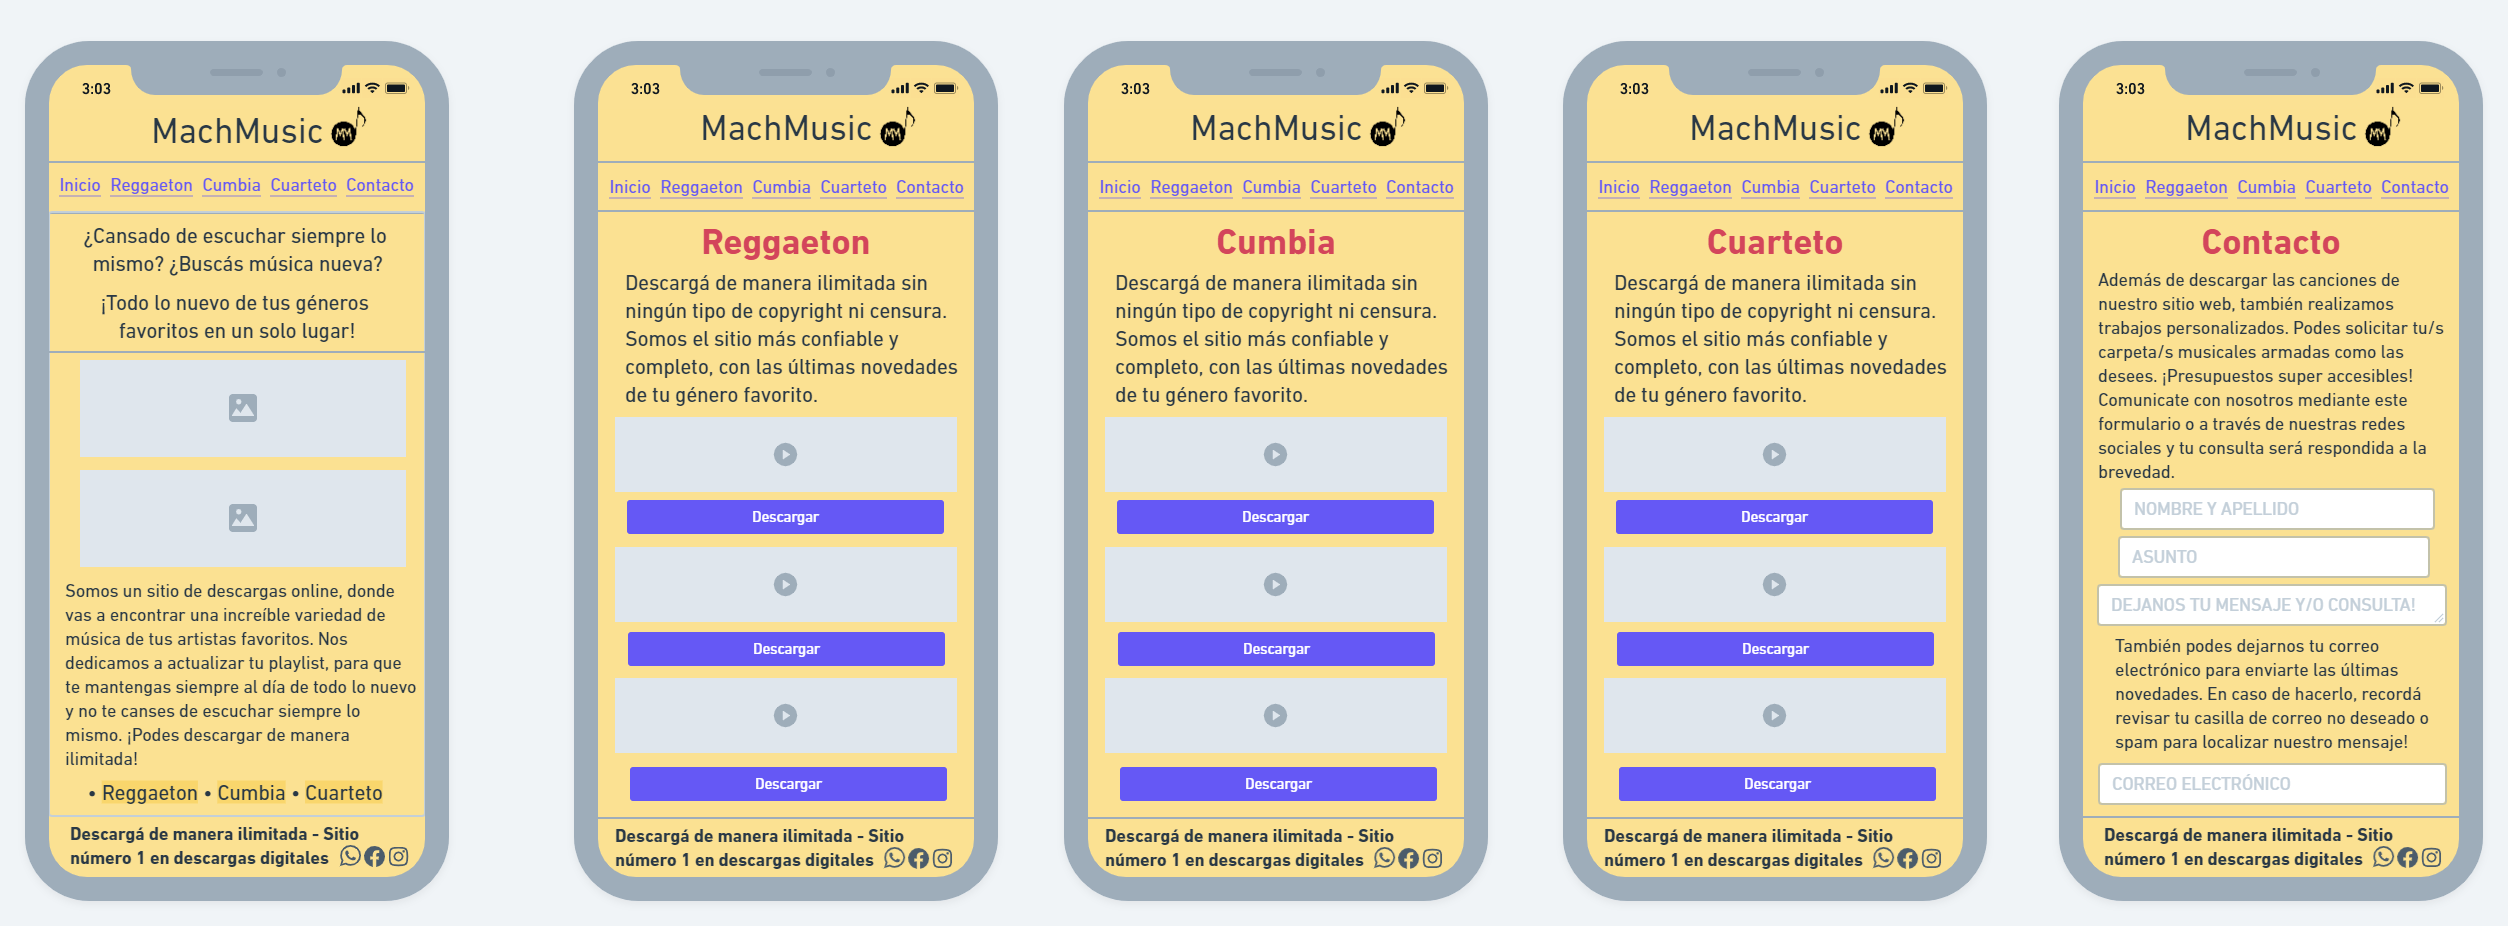 3:03
MachMusic MM
Inicio Reggaeton Cumbia Cuarteto Contacto
¿Cansado de escuchar siempre lo
mismo? ¿Buscás música nueva?
¡Todo lo nuevo de tus géneros
favoritos en un solo lugar!
Somos un sitio de descargas online, donde
vas a encontrar una increíble variedad de
música de tus artistas favoritos. Nos
dedicamos a actualizar tu playlist, para que
te mantengas siempre al día de todo lo nuevo
y no te canses de escuchar siempre lo
mismo. ¡Podes descargar de manera
ilimitada!
• Reggaeton • Cumbia • Cuarteto
Descargá de manera ilimitada - Sitio
número 1 en descargas digitales
3:03
MachMusic MM
Inicio Reggaeton Cumbia Cuarteto Contacto
Reggaeton
Descargá de manera ilimitada sin
ningún tipo de copyright ni censura.
Somos el sitio más confiable y
completo, con las últimas novedades
de tu género favorito.
Descargar
Descargar
Descargar
Descargá de manera ilimitada - Sitio
número 1 en descargas digitales
3:03
MachMusic MM
Inicio Reggaeton Cumbia Cuarteto Contacto
Cumbia
Descargá de manera ilimitada sin
ningún tipo de copyright ni censura.
Somos el sitio más confiable y
completo, con las últimas novedades
de tu género favorito.
Descargar
Descargar
Descargar
Descargá de manera ilimitada - Sitio
número 1 en descargas digitales
3:03
MachMusic MM
Inicio Reggaeton Cumbia Cuarteto Contacto
Cuarteto
Descargá de manera ilimitada sin
ningún tipo de copyright ni censura.
Somos el sitio más confiable y
completo, con las últimas novedades
de tu género favorito.
Descargar
Descargar
Descargar
Descargá de manera ilimitada - Sitio
número 1 en descargas digitales
3:03
MachMusic MM
Inicio Reggaeton Cumbia Cuarteto Contacto
Contacto
Además de descargar las canciones de
nuestro sitio web, también realizamos
trabajos personalizados. Podes solicitar tu/s
carpeta/s musicales armadas como las
desees. ¡Presupuestos super accesibles!
Comunicate con nosotros mediante este
formulario o a través de nuestras redes
sociales y tu consulta será respondida a la
brevedad.
NOMBRE Y APELLIDO
ASUNTO
DEJANOS TU MENSAJE Y/O CONSULTA!
También podes dejarnos tu correo
electrónico para enviarte las últimas
novedades. En caso de hacerlo, recordá
revisar tu casilla de correo no deseado o
spam para localizar nuestro mensaje!
CORREO ELECTRÓNICO
Descargá de manera ilimitada - Sitio
número 1 en descargas digitales